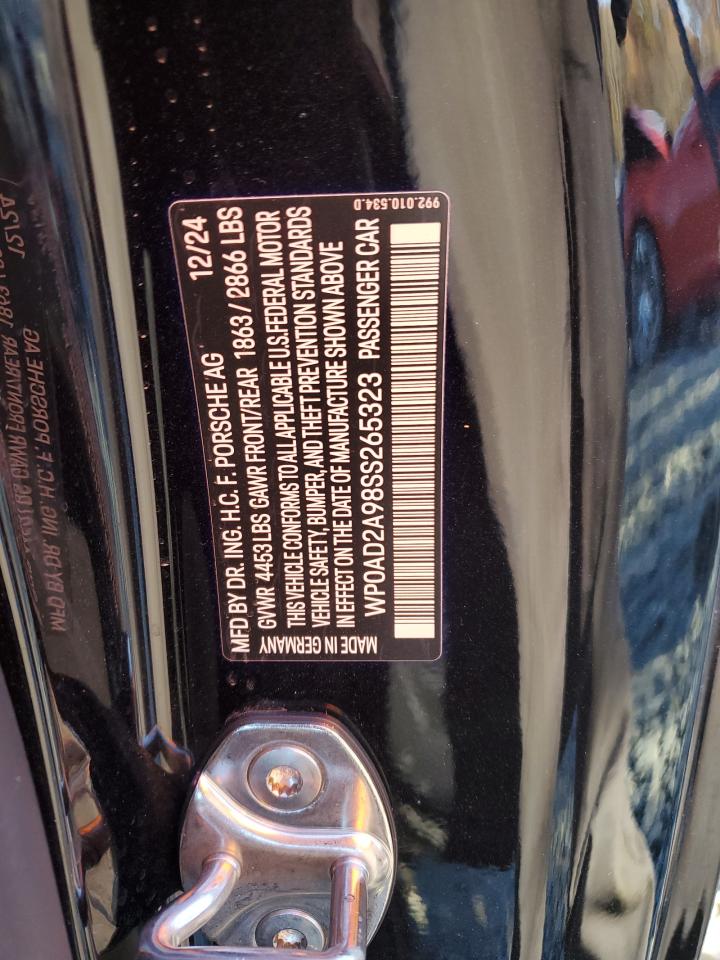 MFD BY DR. ING. H.C. F. PORSCHE AG 12/24
GVWR 4453 LBS GAWR FRONT/REAR 1863 / 2866 LBS
THIS VEHICLE CONFORMS TO ALL APPLICABLE U.S. FEDERAL MOTOR
VEHICLE SAFETY, BUMPER, AND THEFT PREVENTION STANDARDS
IN EFFECT ON THE DATE OF MANUFACTURE SHOWN ABOVE
MADE IN GERMANY WP0AD2A98SS265323 PASSENGER CAR
992.010.534.D